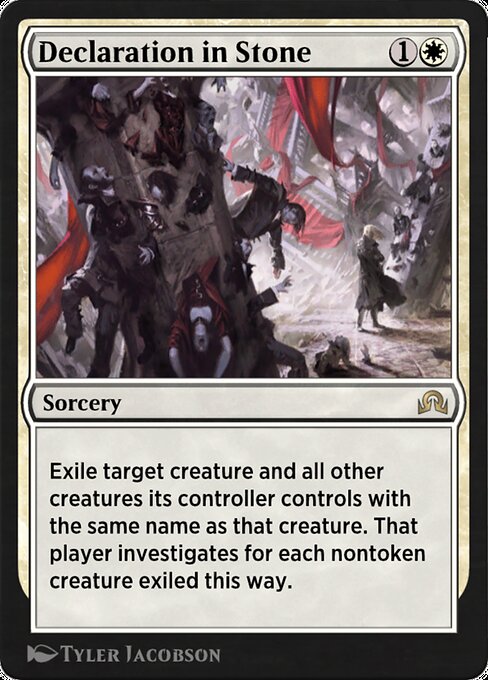 Declaration in Stone 1
Sorcery
Exile target creature and all other
creatures its controller controls with
the same name as that creature. That
player investigates for each nontoken
creature exiled this way.
Tyler Jacobson